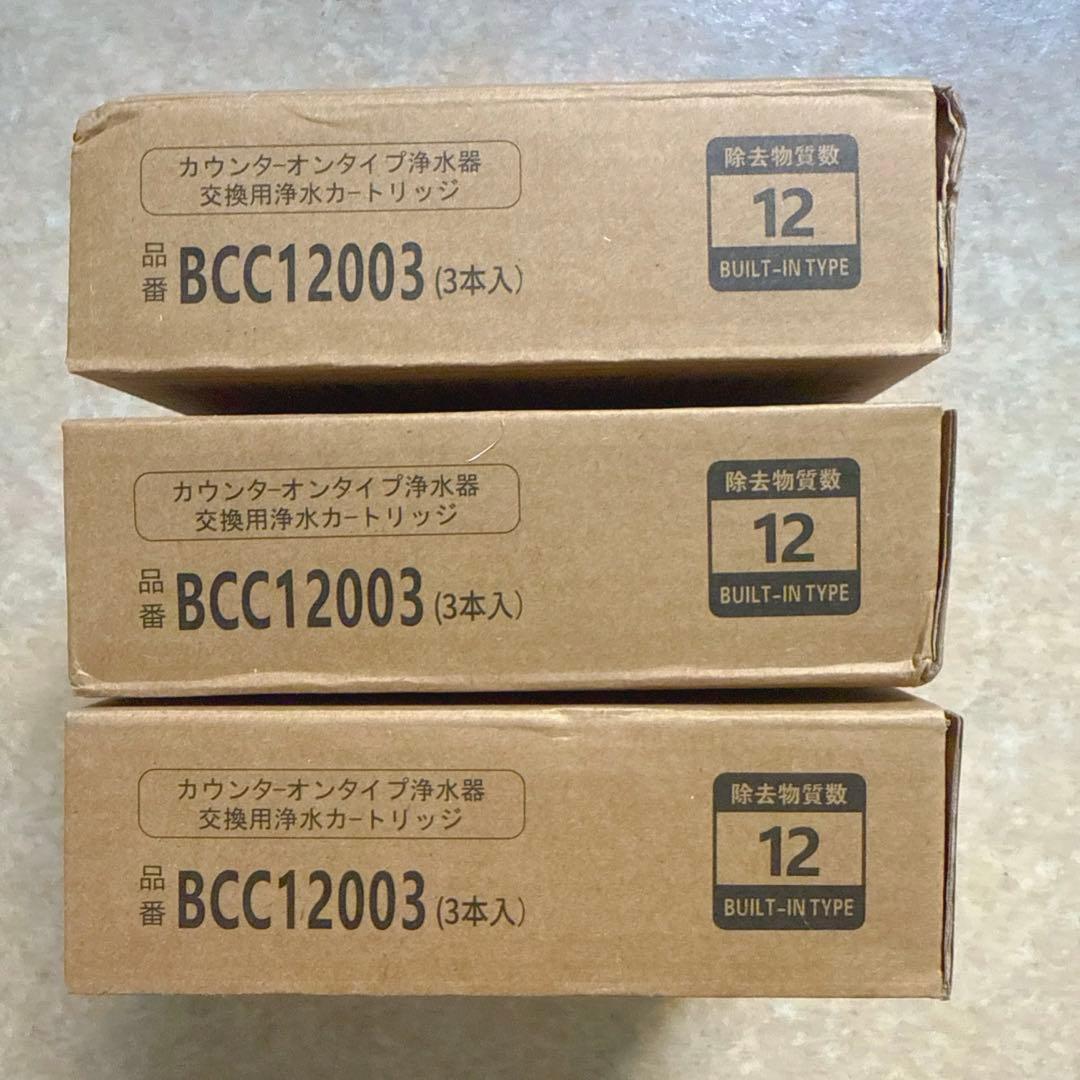 カウンターオンタイプ浄水器
交換用浄水カートリッジ
品番 BCC12003 (3本入)
除去物質数
12
BUILT-IN TYPE
カウンターオンタイプ浄水器
交換用浄水カートリッジ
品番 BCC12003 (3本入)
除去物質数
12
BUILT-IN TYPE
カウンターオンタイプ浄水器
交換用浄水カートリッジ
品番 BCC12003 (3本入)
除去物質数
12
BUILT-IN TYPE